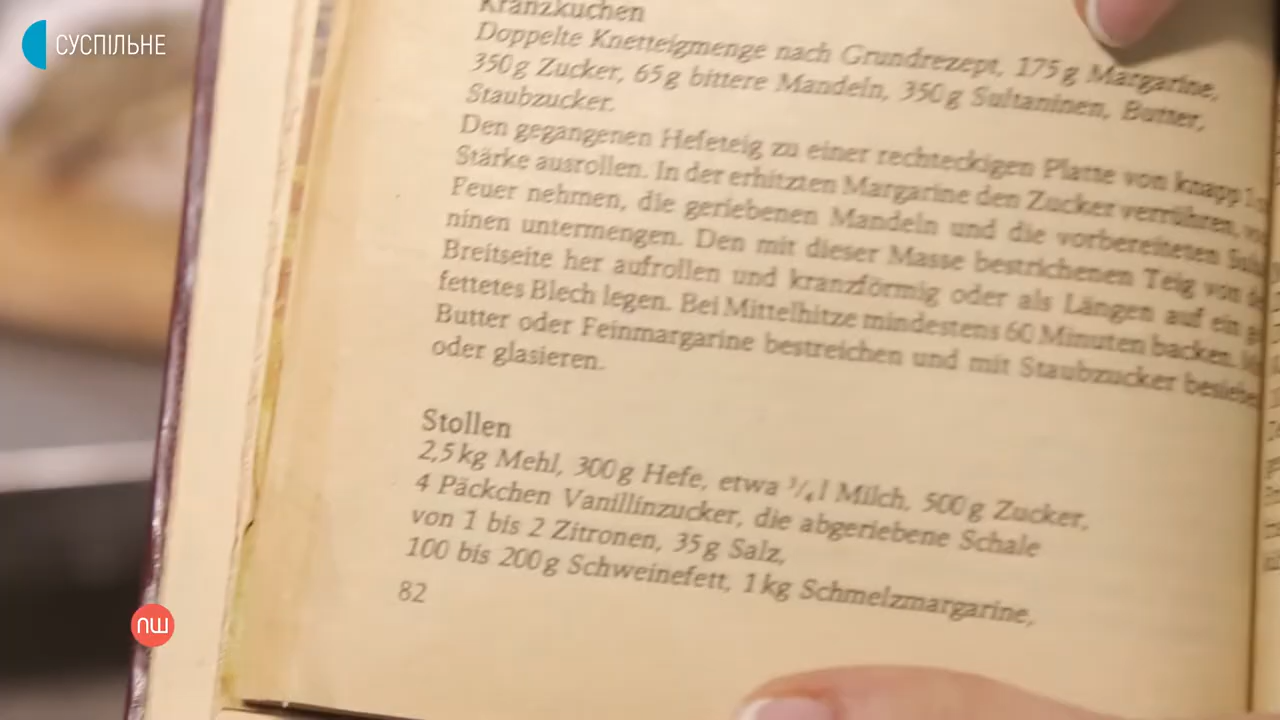 СУСПІЛЬНЕ
Kranzkuchen
Doppelte Knetteigmenge nach Grundrezept, 175 g Margarine,
350 g Zucker, 65 g bittere Mandeln, 350 g Sultaninen, Butter,
Staubzucker.
Den gegangenen Hefeteig zu einer rechteckigen Platte von knapp
Stärke ausrollen. In der erhitzten Margarine den Zucker verrühren,
Feuer nehmen, die geriebenen Mandeln und die vorbereiteten
ninen untermengen. Den mit dieser Masse bestrichenen Teig von
Breitseite her aufrollen und kranzförmig oder als Längen auf ein
fettetes Blech legen. Bei Mittelhitze mindestens 60 Minuten backen.
Butter oder Feinmargarine bestreichen und mit Staubzucker
oder glasieren.
Stollen
2,5 kg Mehl, 300 g Hefe, etwa ³/₄ l Milch, 500 g Zucker,
4 Päckchen Vanillinzucker, die abgeriebene Schale
von 1 bis 2 Zitronen, 35 g Salz,
100 bis 200 g Schweinefett, 1 kg Schmelzmargarine,
82